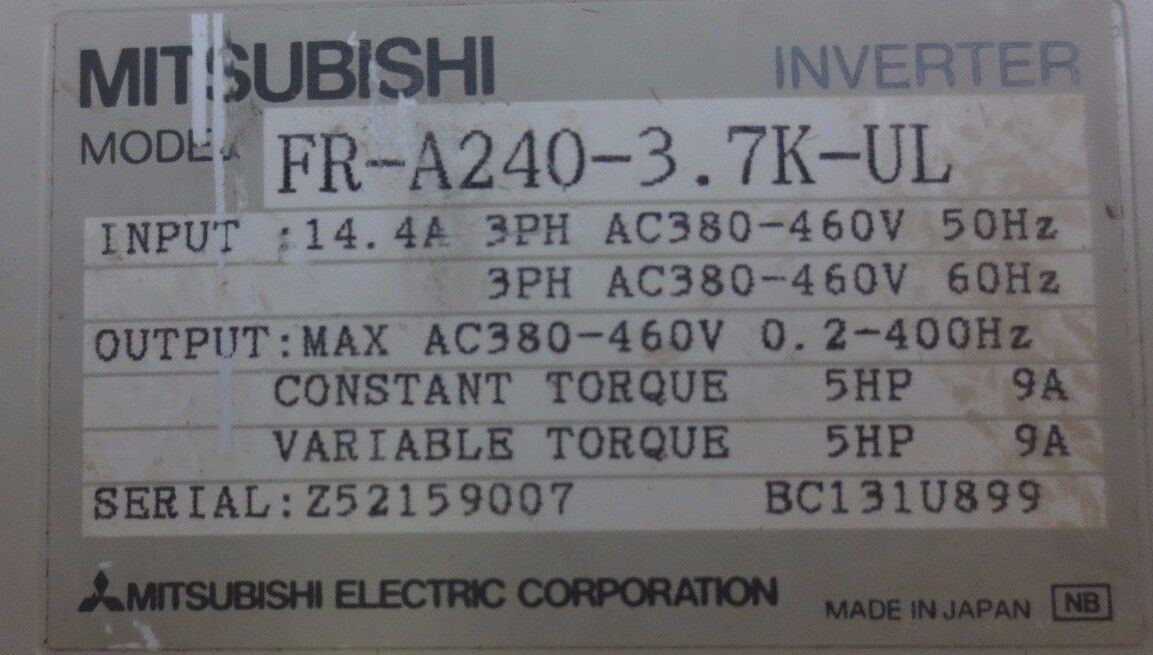 MITSUBISHI INVERTER
MODEL FR-A240-3.7K-UL
INPUT :14.4A 3PH AC380-460V 50Hz
3PH AC380-460V 60Hz
OUTPUT:MAX AC380-460V 0.2-400Hz
CONSTANT TORQUE 5HP 9A
VARIABLE TORQUE 5HP 9A
SERIAL:Z52159007 BC131U899
MITSUBISHI ELECTRIC CORPORATION MADE IN JAPAN NB